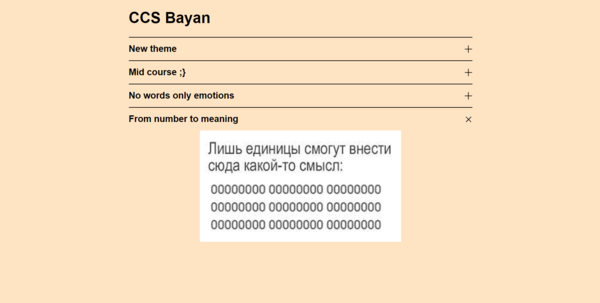 CCS Bayan
New theme
Mid course ;}
No words only emotions
From number to meaning
Лишь единицы смогут внести
сюда какой-то смысл:
00000000 00000000 00000000
00000000 00000000 00000000
00000000 00000000 00000000